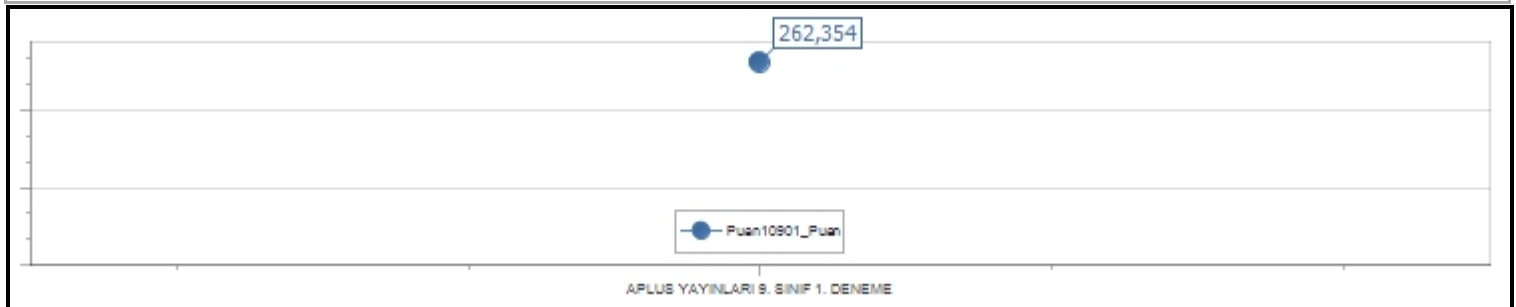 262,354
Puan10901_Puan
APLUS YAYINLARI 9. SINIF 1. DENEME